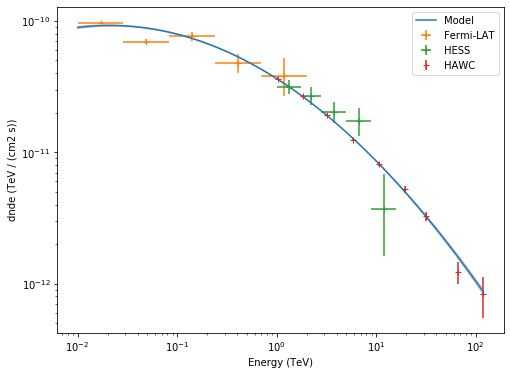 Model
Fermi-LAT
HESS
HAWC
dnde (TeV / (cm2 s))
10⁻¹⁰
10⁻¹¹
10⁻¹²
10⁻²
10⁻¹
10⁰
10¹
10²
Energy (TeV)